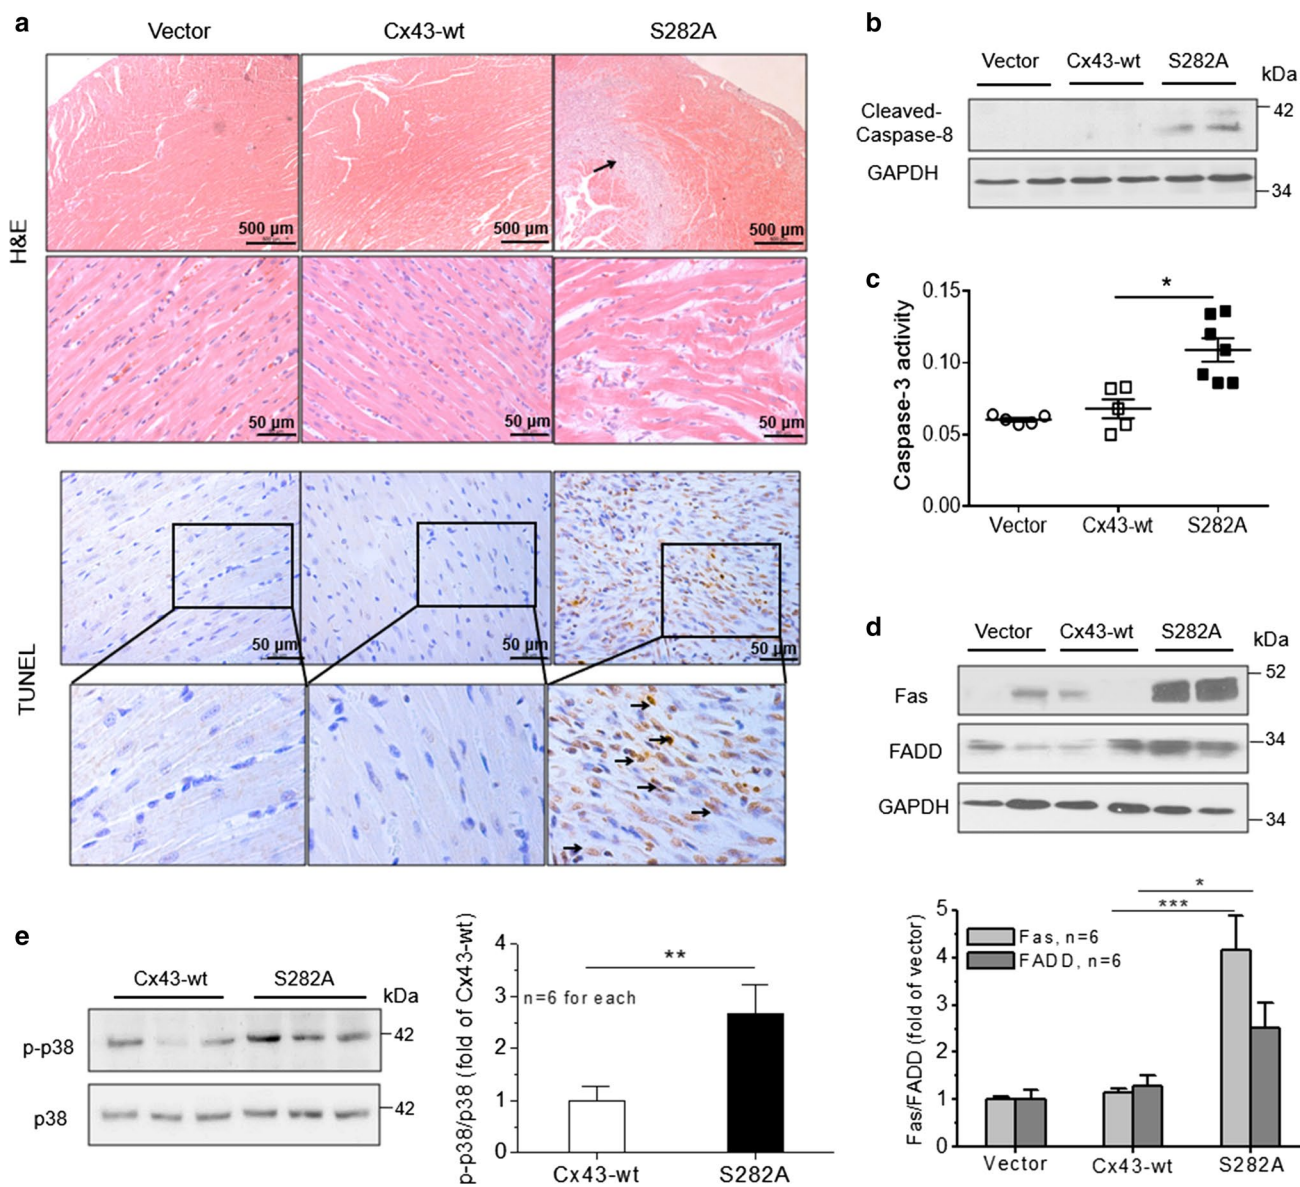 a
Vector Cx43-wt S282A
H&E
500 µm 500 µm 500 µm
50 µm 50 µm 50 µm
TUNEL
50 µm 50 µm 50 µm
b
Vector Cx43-wt S282A kDa
Cleaved-
Caspase-8
42
GAPDH
34
c
Caspase-3 activity
0.15
0.10
0.05
0.00
*
Vector Cx43-wt S282A
d
Vector Cx43-wt S282A kDa
Fas
52
FADD
34
GAPDH
34
Fas/FADD (fold of vector)
5
4
3
2
1
0
*
***
Fas, n=6
FADD, n=6
Vector Cx43-wt S282A
e
Cx43-wt S282A kDa
p-p38
42
p38
42
p-p38/p38 (fold of Cx43-wt)
4
3
2
1
0
**
n=6 for each
Cx43-wt S282A